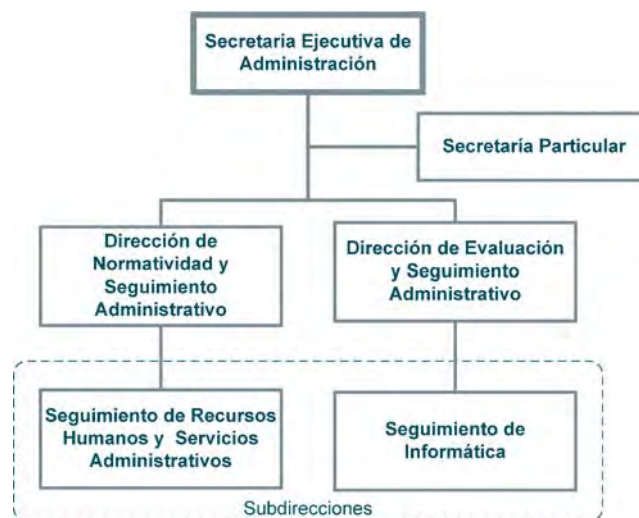 Secretaria Ejecutiva de
Administración
Secretaría Particular
Dirección de
Normatividad y
Seguimiento
Administrativo
Dirección de Evaluación
y Seguimiento
Administrativo
Seguimiento de Recursos
Humanos y Servicios
Administrativos
Seguimiento de
Informática
Subdirecciones